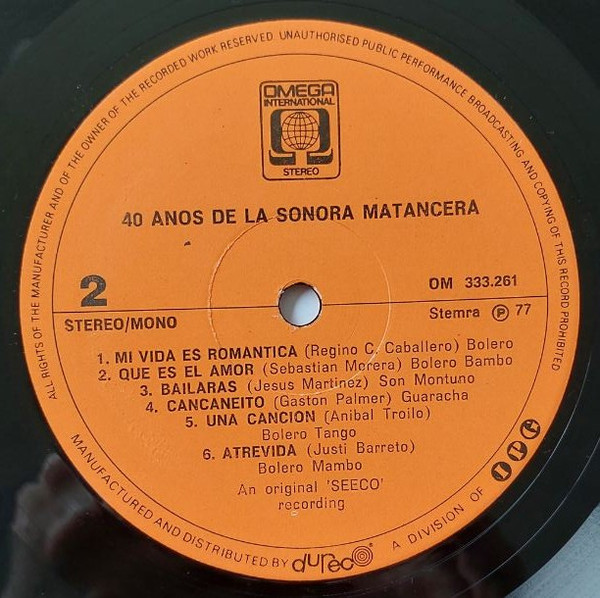 ALL RIGHTS OF THE MANUFACTURER AND OF THE OWNER OF THE RECORDED WORK RESERVED UNAUTHORISED PUBLIC PERFORMANCE BROADCASTING AND COPYING OF THIS RECORD PROHIBITED
OMEGA
INTERNATIONAL
STEREO
40 ANOS DE LA SONORA MATANCERA
2
OM 333.261
STEREO/MONO
Stemra Ⓟ 77
1. MI VIDA ES ROMANTICA (Regino C. Caballero) Bolero
2. QUE ES EL AMOR (Sebastian Morera) Bolero Bambo
3. BAILARAS (Jesus Martinez) Son Montuno
4. CANCANEITO (Gaston Palmer) Guaracha
5. UNA CANCION (Anibal Troilo)
Bolero Tango
6. ATREVIDA (Justi Barreto)
Bolero Mambo
An original 'SEECO'
recording
MANUFACTURED AND DISTRIBUTED BY dureco A DIVISION OF